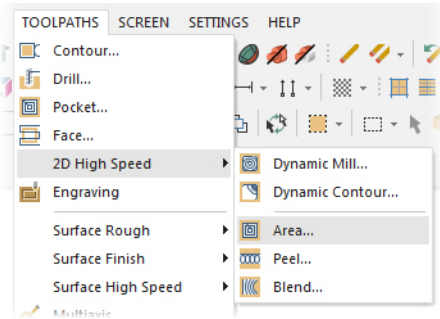 TOOLPATHS SCREEN SETTINGS HELP
Contour...
Drill...
Pocket...
Face...
2D High Speed
Dynamic Mill...
Engraving
Dynamic Contour...
Surface Rough
Area...
Surface Finish
Peel...
Surface High Speed
Blend...
Multiaxis